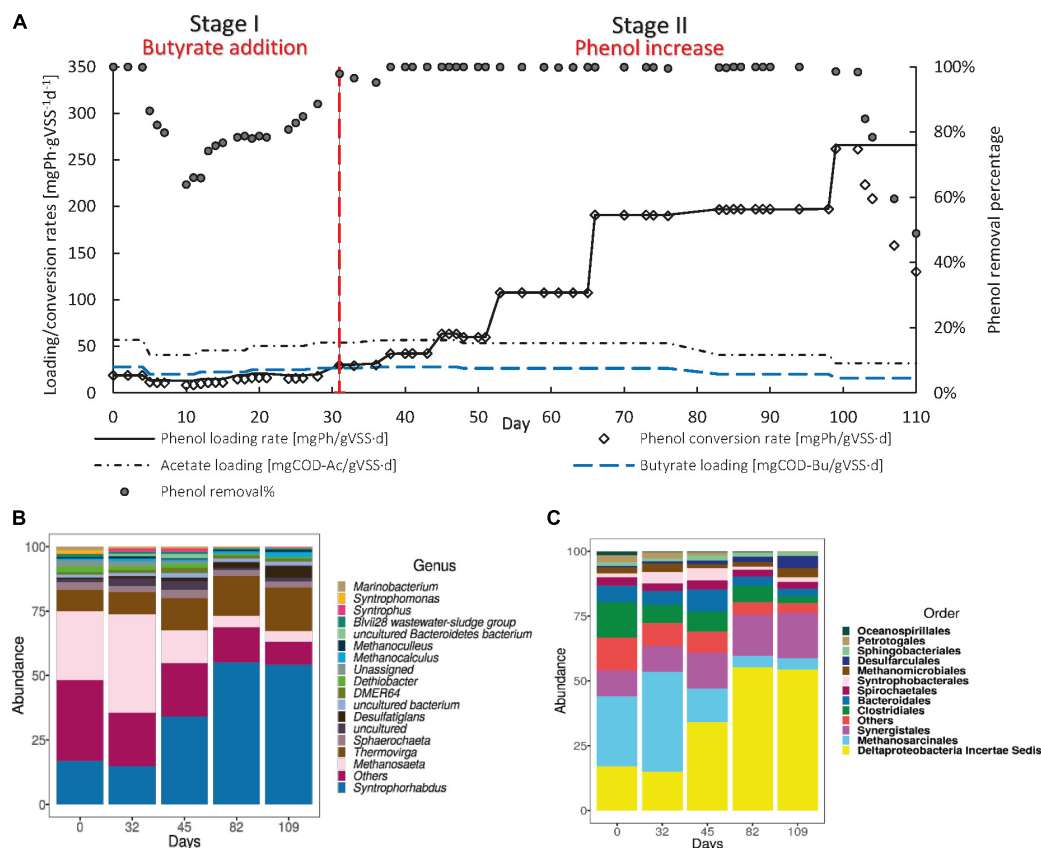 A
Stage I
Stage II
Butyrate addition
Phenol increase
350
300
250
200
150
100
50
0
Loading/conversion rates [mgPh·gVSS⁻¹d⁻¹]
100%
80%
60%
40%
20%
0%
Phenol removal percentage
0 10 20 30 40 50 60 70 80 90 100 110
Day
Phenol loading rate [mgPh/gVSS·d]
Phenol conversion rate [mgPh/gVSS·d]
Acetate loading [mgCOD-Ac/gVSS·d]
Butyrate loading [mgCOD-Bu/gVSS·d]
Phenol removal%
B
100
75
50
25
0
Abundance
0 32 45 82 109
Days
Genus
Marinobacterium
Syntrophomonas
Syntrophus
Blvii28 wastewater-sludge group
uncultured Bacteroidetes bacterium
Methanoculleus
Methanocalculus
Unassigned
Dethiobacter
DMER64
uncultured bacterium
Desulfatiglans
uncultured
Sphaerochaeta
Thermovirga
Methanosaeta
Others
Syntrophorhabdus
C
100
75
50
25
0
Abundance
0 32 45 82 109
Days
Order
Oceanospirillales
Petrotogales
Sphingobacteriales
Desulfarculales
Methanomicrobiales
Syntrophobacterales
Spirochaetales
Bacteroidales
Clostridiales
Others
Synergistales
Methanosarcinales
Deltaproteobacteria Incertae Sedis